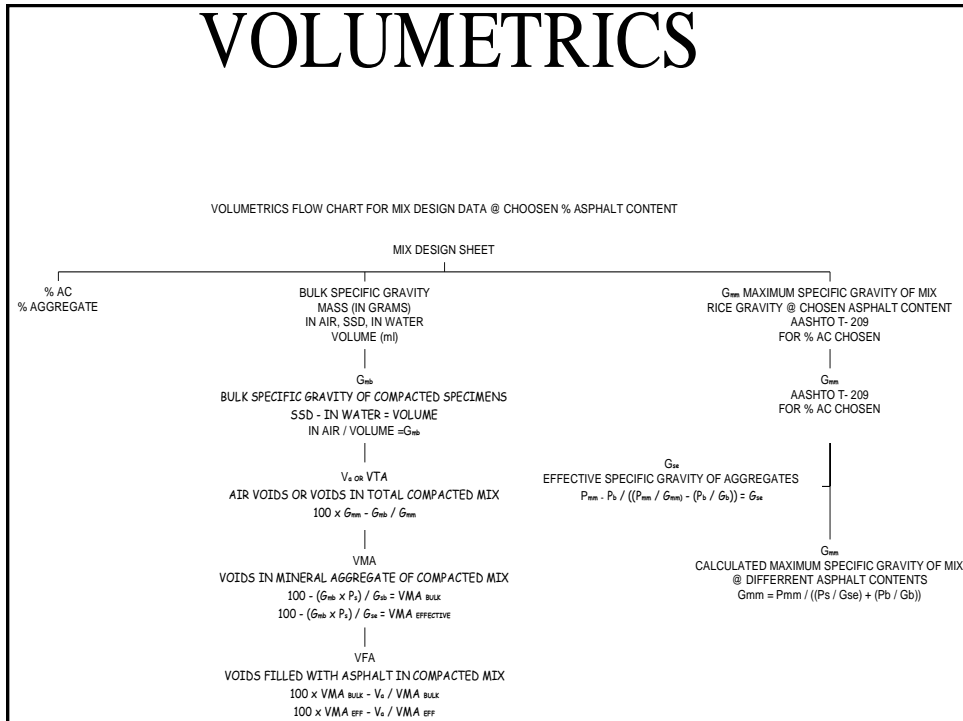 VOLUMETRICS
VOLUMETRICS FLOW CHART FOR MIX DESIGN DATA @ CHOOSEN % ASPHALT CONTENT
MIX DESIGN SHEET
% AC
% AGGREGATE
BULK SPECIFIC GRAVITY
MASS (IN GRAMS)
IN AIR, SSD, IN WATER
VOLUME (ml)
Gmb
BULK SPECIFIC GRAVITY OF COMPACTED SPECIMENS
SSD - IN WATER = VOLUME
IN AIR / VOLUME =Gmb
Va OR VTA
AIR VOIDS OR VOIDS IN TOTAL COMPACTED MIX
100 x Gmm - Gmb / Gmm
VMA
VOIDS IN MINERAL AGGREGATE OF COMPACTED MIX
100 - (Gmb x Ps) / Gsb = VMA BULK
100 - (Gmb x Ps) / Gse = VMA EFFECTIVE
VFA
VOIDS FILLED WITH ASPHALT IN COMPACTED MIX
100 x VMA BULK - Va / VMA BULK
100 x VMA EFF - Va / VMA EFF
Gmm MAXIMUM SPECIFIC GRAVITY OF MIX
RICE GRAVITY @ CHOSEN ASPHALT CONTENT
AASHTO T- 209
FOR % AC CHOSEN
Gmm
AASHTO T- 209
FOR % AC CHOSEN
Gse
EFFECTIVE SPECIFIC GRAVITY OF AGGREGATES
Pmm - Pb / ((Pmm / Gmm) - (Pb / Gb)) = Gse
Gmm
CALCULATED MAXIMUM SPECIFIC GRAVITY OF MIX
@ DIFFERRENT ASPHALT CONTENTS
Gmm = Pmm / ((Ps / Gse) + (Pb / Gb))